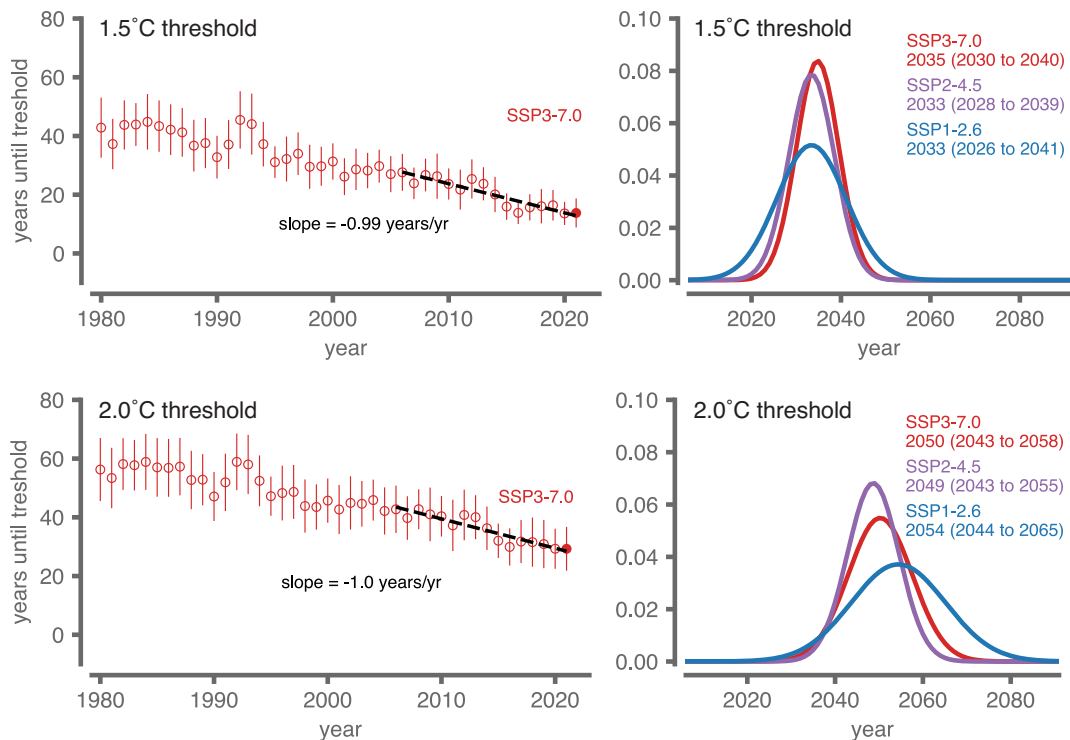 1.5˚C threshold
80
60
40
20
0
years until treshold
SSP3-7.0
slope = -0.99 years/yr
1980
1990
2000
2010
2020
year
1.5˚C threshold
0.10
0.08
0.06
0.04
0.02
0.00
SSP3-7.0
2035 (2030 to 2040)
SSP2-4.5
2033 (2028 to 2039)
SSP1-2.6
2033 (2026 to 2041)
2020
2040
2060
2080
year
2.0˚C threshold
80
60
40
20
0
years until treshold
SSP3-7.0
slope = -1.0 years/yr
1980
1990
2000
2010
2020
year
2.0˚C threshold
0.10
0.08
0.06
0.04
0.02
0.00
SSP3-7.0
2050 (2043 to 2058)
SSP2-4.5
2049 (2043 to 2055)
SSP1-2.6
2054 (2044 to 2065)
2020
2040
2060
2080
year